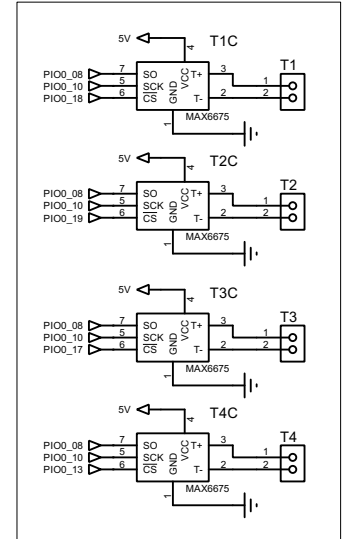 5V 4 T1C T1
PIO0_08 7 SO VCC T+ 3 1
PIO0_10 5 SCK
PIO0_18 6 CS GND T- 2 2
1 MAX6675
5V 4 T2C T2
PIO0_08 7 SO VCC T+ 3 1
PIO0_10 5 SCK
PIO0_19 6 CS GND T- 2 2
1 MAX6675
5V 4 T3C T3
PIO0_08 7 SO VCC T+ 3 1
PIO0_10 5 SCK
PIO0_17 6 CS GND T- 2 2
1 MAX6675
5V 4 T4C T4
PIO0_08 7 SO VCC T+ 3 1
PIO0_10 5 SCK
PIO0_13 6 CS GND T- 2 2
1 MAX6675